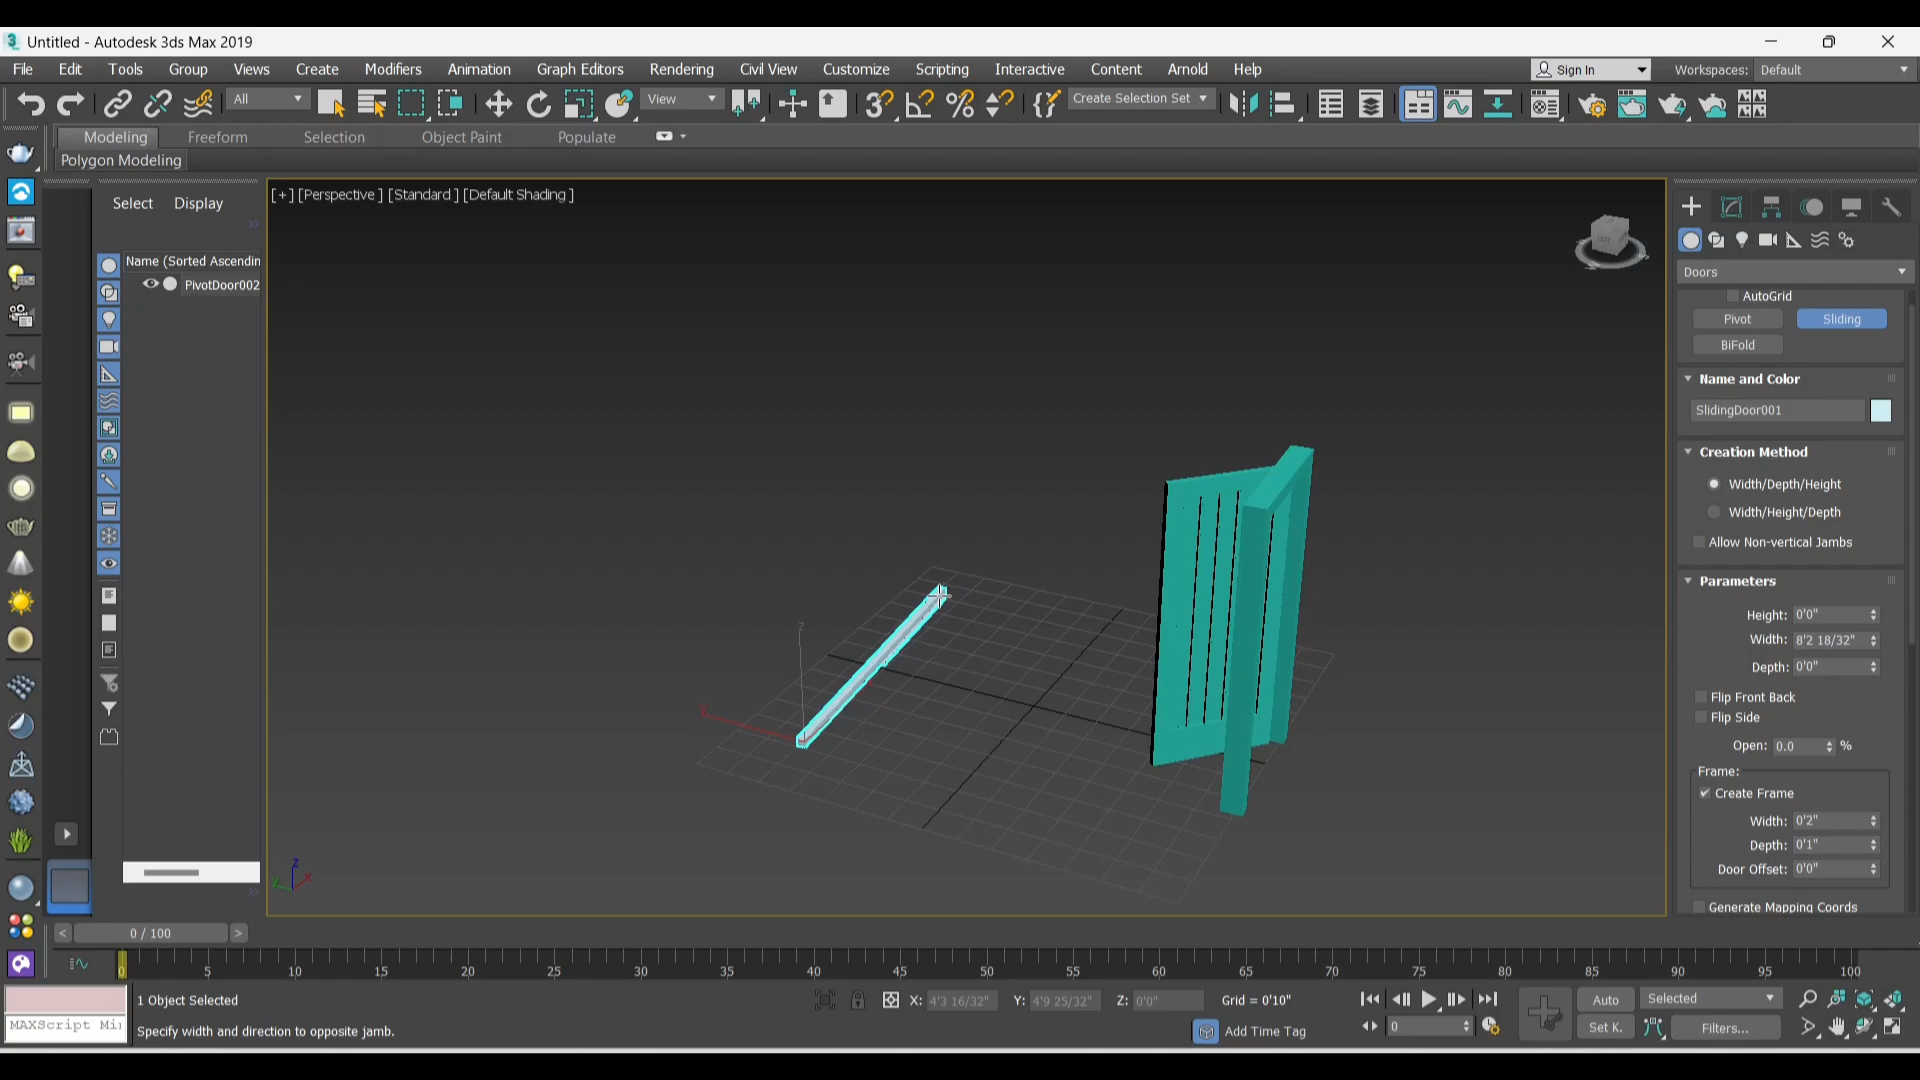 Untitled - Autodesk 3ds Max 2019
File Edit Tools Group Views Create Modifiers Animation Graph Editors Rendering Civil View Customize Scripting Interactive Content Arnold Help
Sign In
Workspaces: Default
All
View
Create Selection Set
Modeling Freeform Selection Object Paint Populate
Polygon Modeling
Select Display
[+] [Perspective ] [Standard ] [Default Shading ]
Name (Sorted Ascendin
PivotDoor002
Doors
AutoGrid
Pivot Sliding
BiFold
Name and Color
SlidingDoor001
Creation Method
Width/Depth/Height
Width/Height/Depth
Allow Non-vertical Jambs
Parameters
Height: 0'0"
Width: 8'2 18/32"
Depth: 0'0"
Flip Front Back
Flip Side
Open: 0.0 %
Frame:
Create Frame
Width: 0'2"
Depth: 0'1"
Door Offset: 0'0"
Generate Mapping Coords
z
z
x
y
< 0 / 100 >
0 5 10 15 20 25 30 35 40 45 50 55 60 65 70 75 80 85 90 95 100
MAXScript Mi
1 Object Selected
Specify width and direction to opposite jamb.
X: 4'3 16/32" Y: 4'9 25/32" Z: 0'0" Grid = 0'10"
Add Time Tag
0
Auto Selected
Set K. Filters...